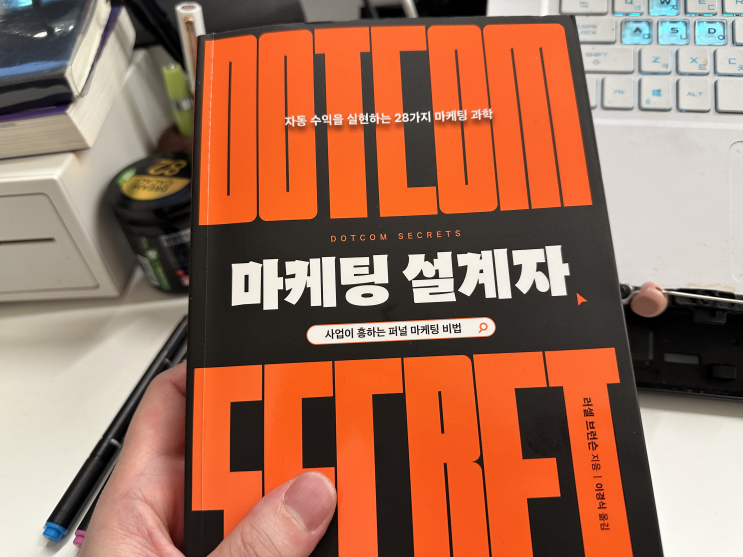 DOTCOM
자동 수익을 실현하는 28가지 마케팅 과학
DOTCOM SECRETS
마케팅 설계자
사업이 흥하는 퍼널 마케팅 비법
SECRET
러셀 브런슨 지음 | 이경식 옮김
82
W
A
S
D
ALT